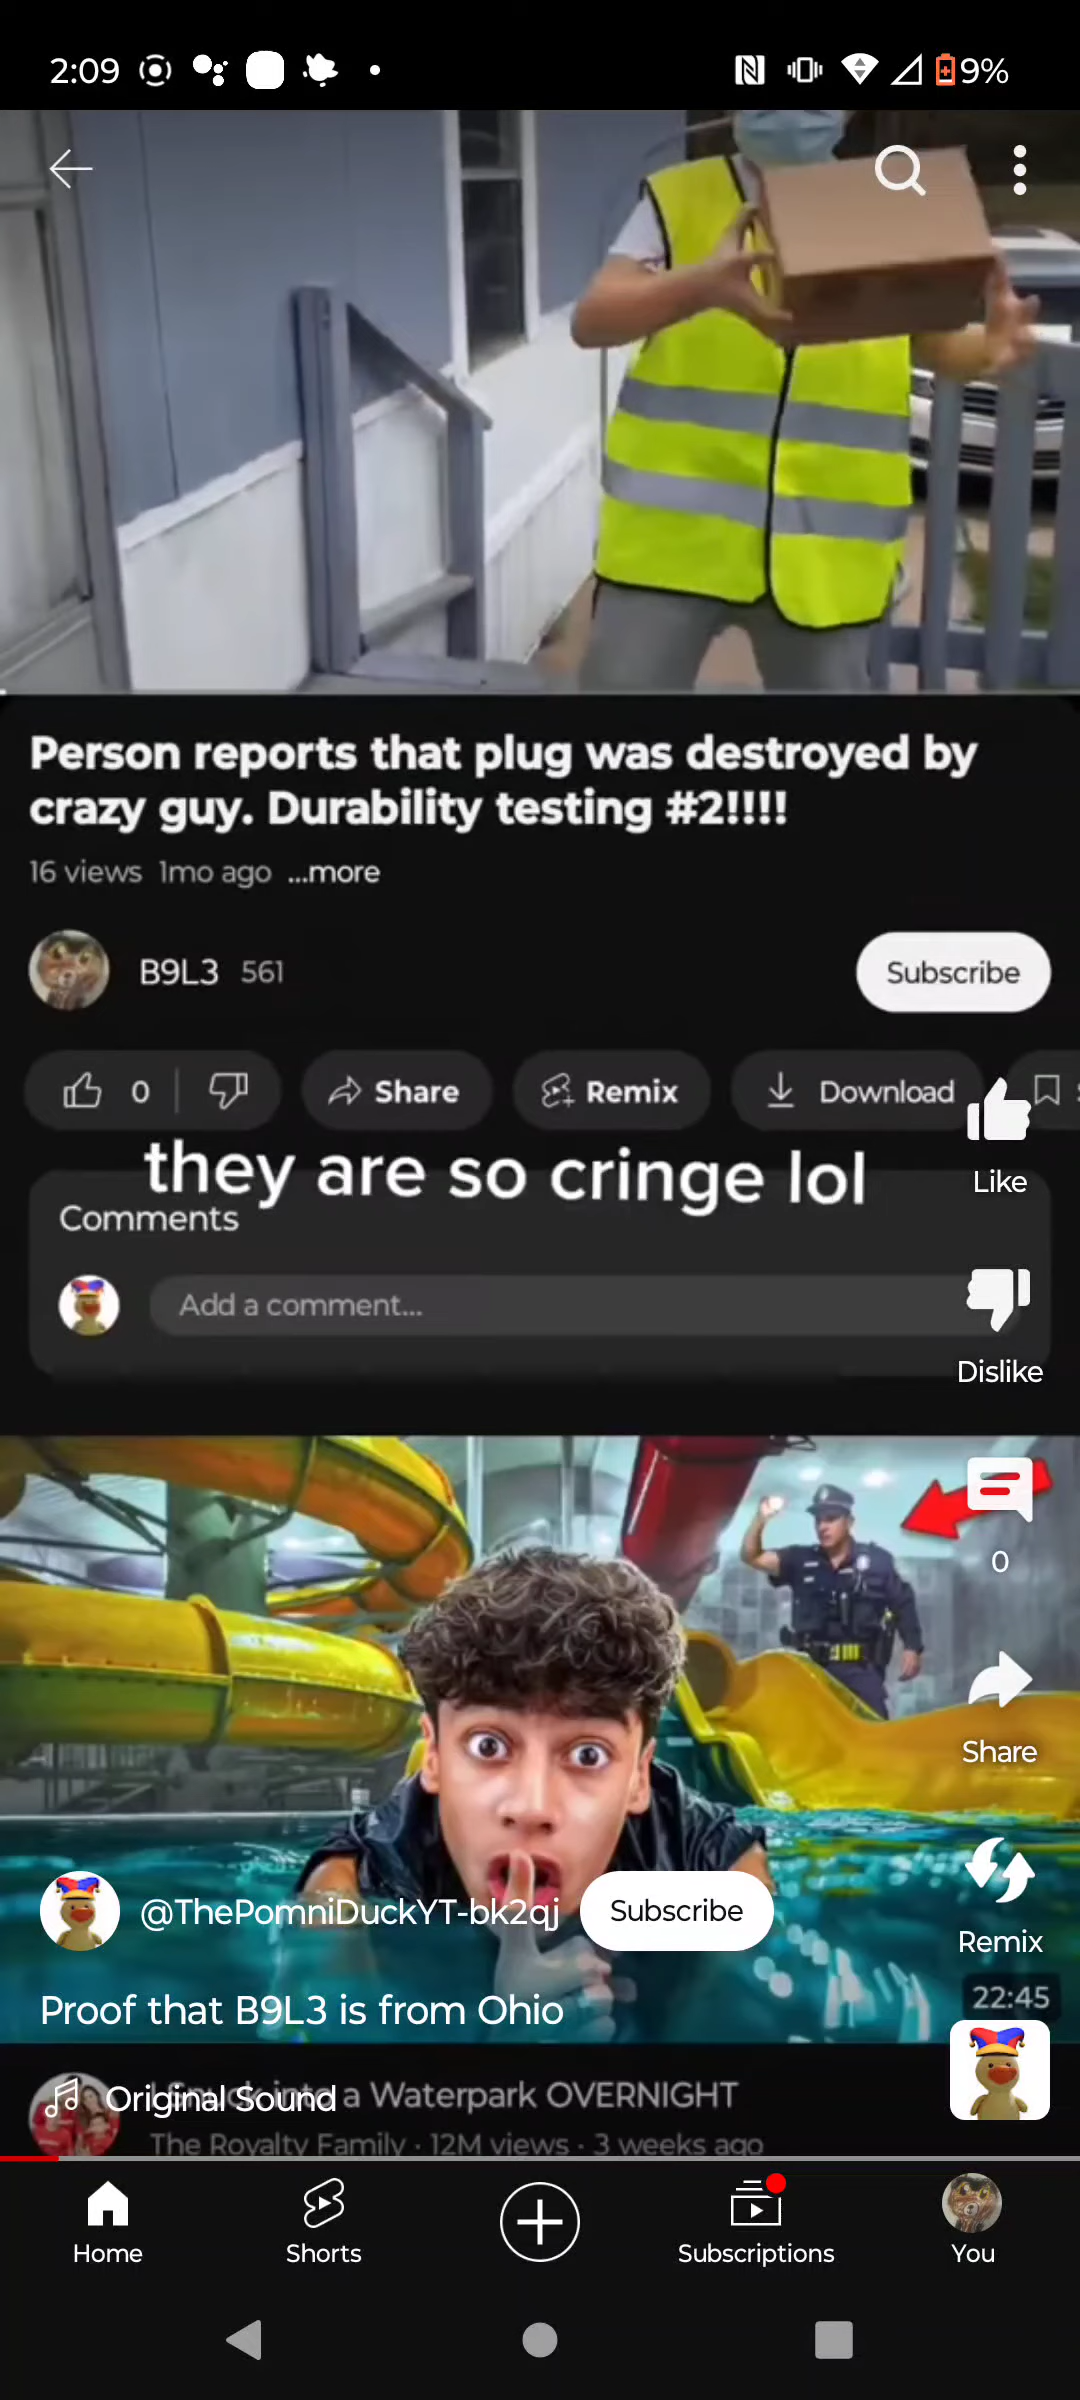 2:09
9%
Person reports that plug was destroyed by
crazy guy. Durability testing #2!!!!
16 views 1mo ago ...more
B9L3 561
Subscribe
0
Share
Remix
Download
they are so cringe lol
Like
Comments
Add a comment...
Dislike
0
Share
@ThePomniDuckYT-bk2qj
Subscribe
Remix
22:45
Proof that B9L3 is from Ohio
Original Sound
a Waterpark OVERNIGHT
The Royalty Family · 12M views · 3 weeks ago
Home
Shorts
Subscriptions
You